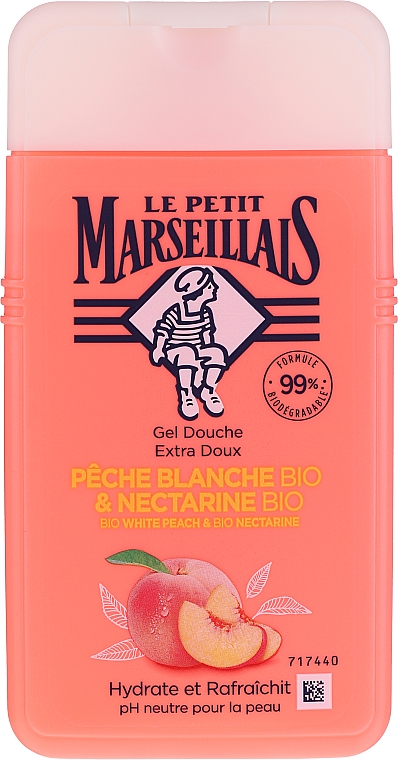 LE PETIT
MARSEILLAIS
FORMULE
99%
BIODÉGRADABLE*
Gel Douche
Extra Doux
PÊCHE BLANCHE BIO
& NECTARINE BIO
BIO WHITE PEACH & BIO NECTARINE
717440
Hydrate et Rafraîchit
pH neutre pour la peau